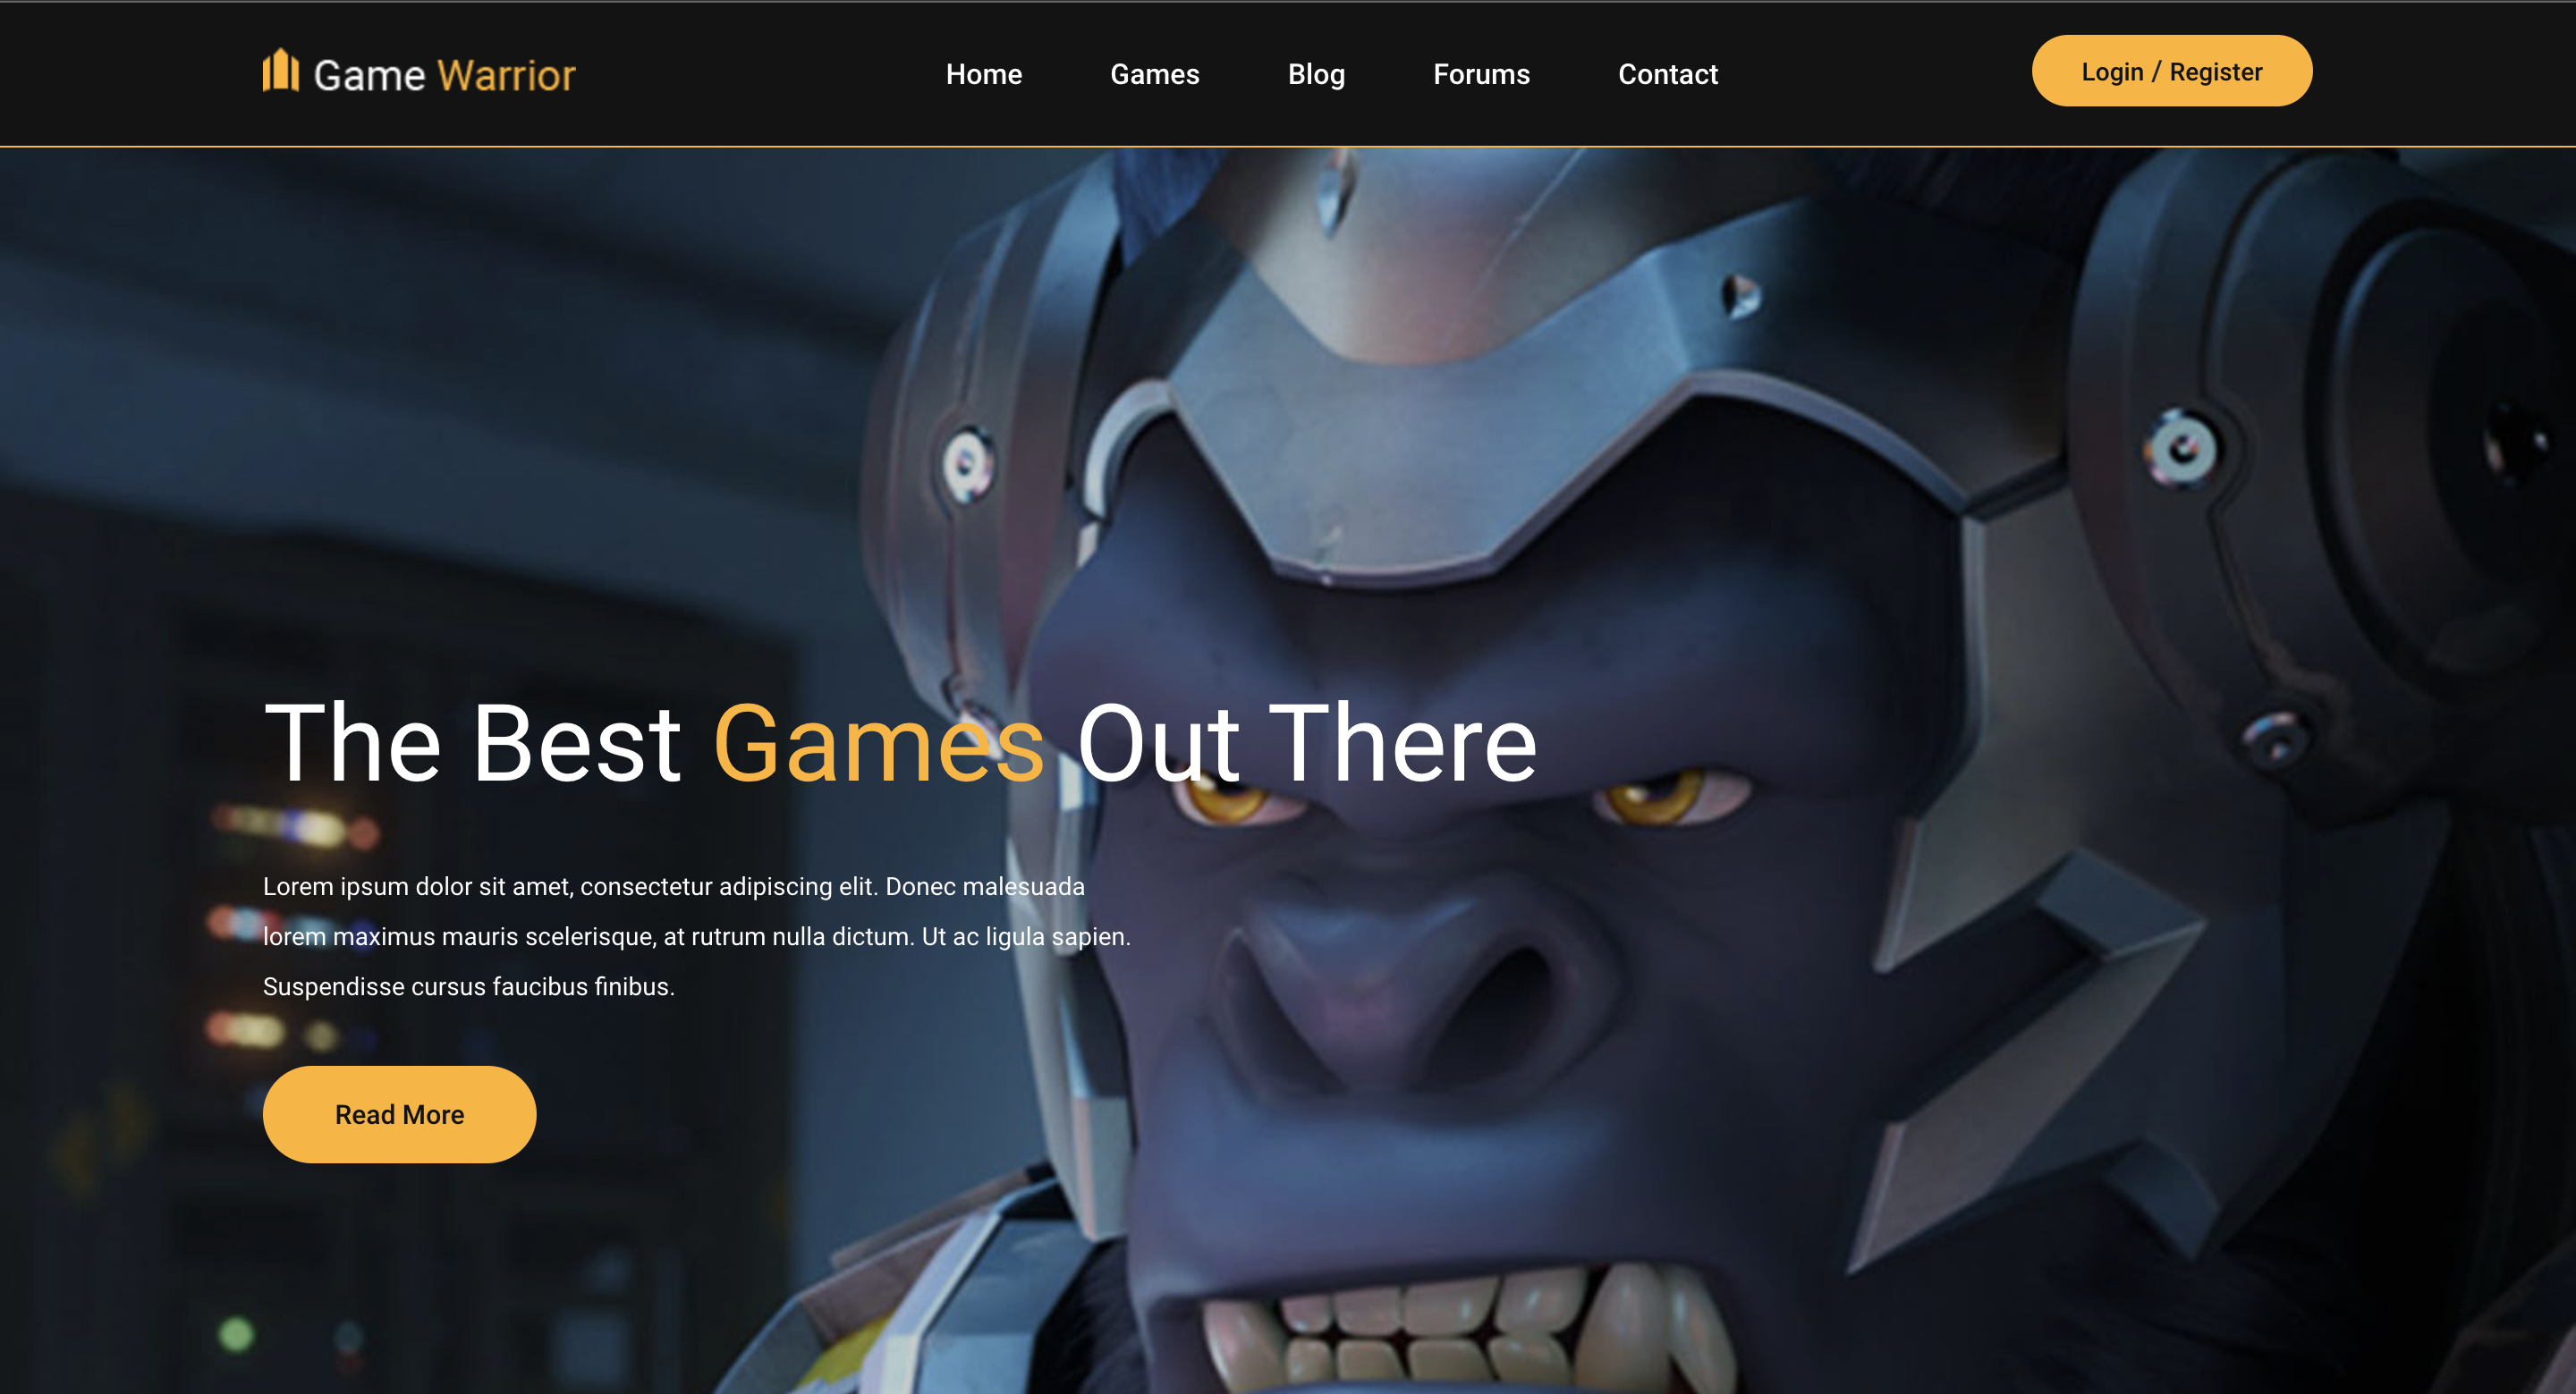 Game Warrior
Home Games Blog Forums Contact
Login / Register
The Best Games Out There
Lorem ipsum dolor sit amet, consectetur adipiscing elit. Donec malesuada
lorem maximus mauris scelerisque, at rutrum nulla dictum. Ut ac ligula sapien.
Suspendisse cursus faucibus finibus.
Read More